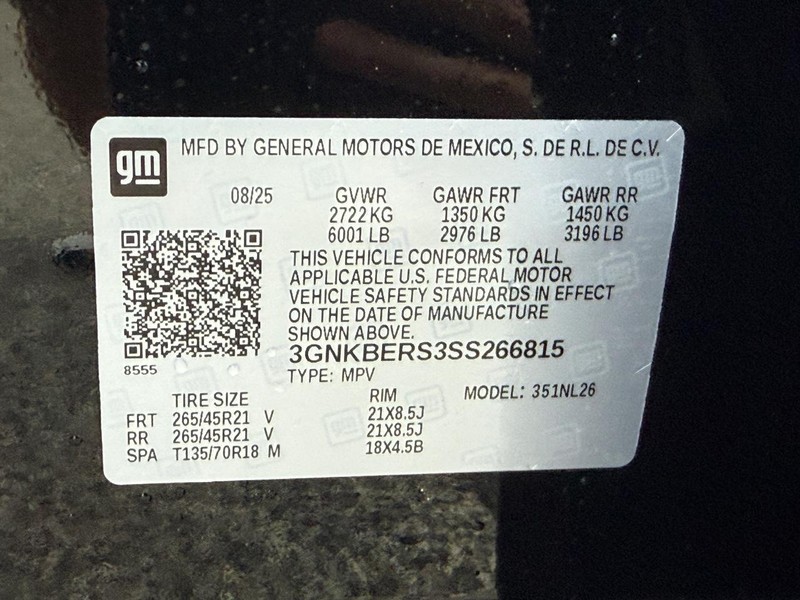 gm
MFD BY GENERAL MOTORS DE MEXICO, S. DE R.L. DE C.V.
08/25 GVWR GAWR FRT GAWR RR
2722 KG 1350 KG 1450 KG
6001 LB 2976 LB 3196 LB
THIS VEHICLE CONFORMS TO ALL
APPLICABLE U.S. FEDERAL MOTOR
VEHICLE SAFETY STANDARDS IN EFFECT
ON THE DATE OF MANUFACTURE
SHOWN ABOVE.
3GNKBERS3SS266815
8555
TYPE: MPV
TIRE SIZE RIM MODEL: 351NL26
FRT 265/45R21 V 21X8.5J
RR 265/45R21 V 21X8.5J
SPA T135/70R18 M 18X4.5B